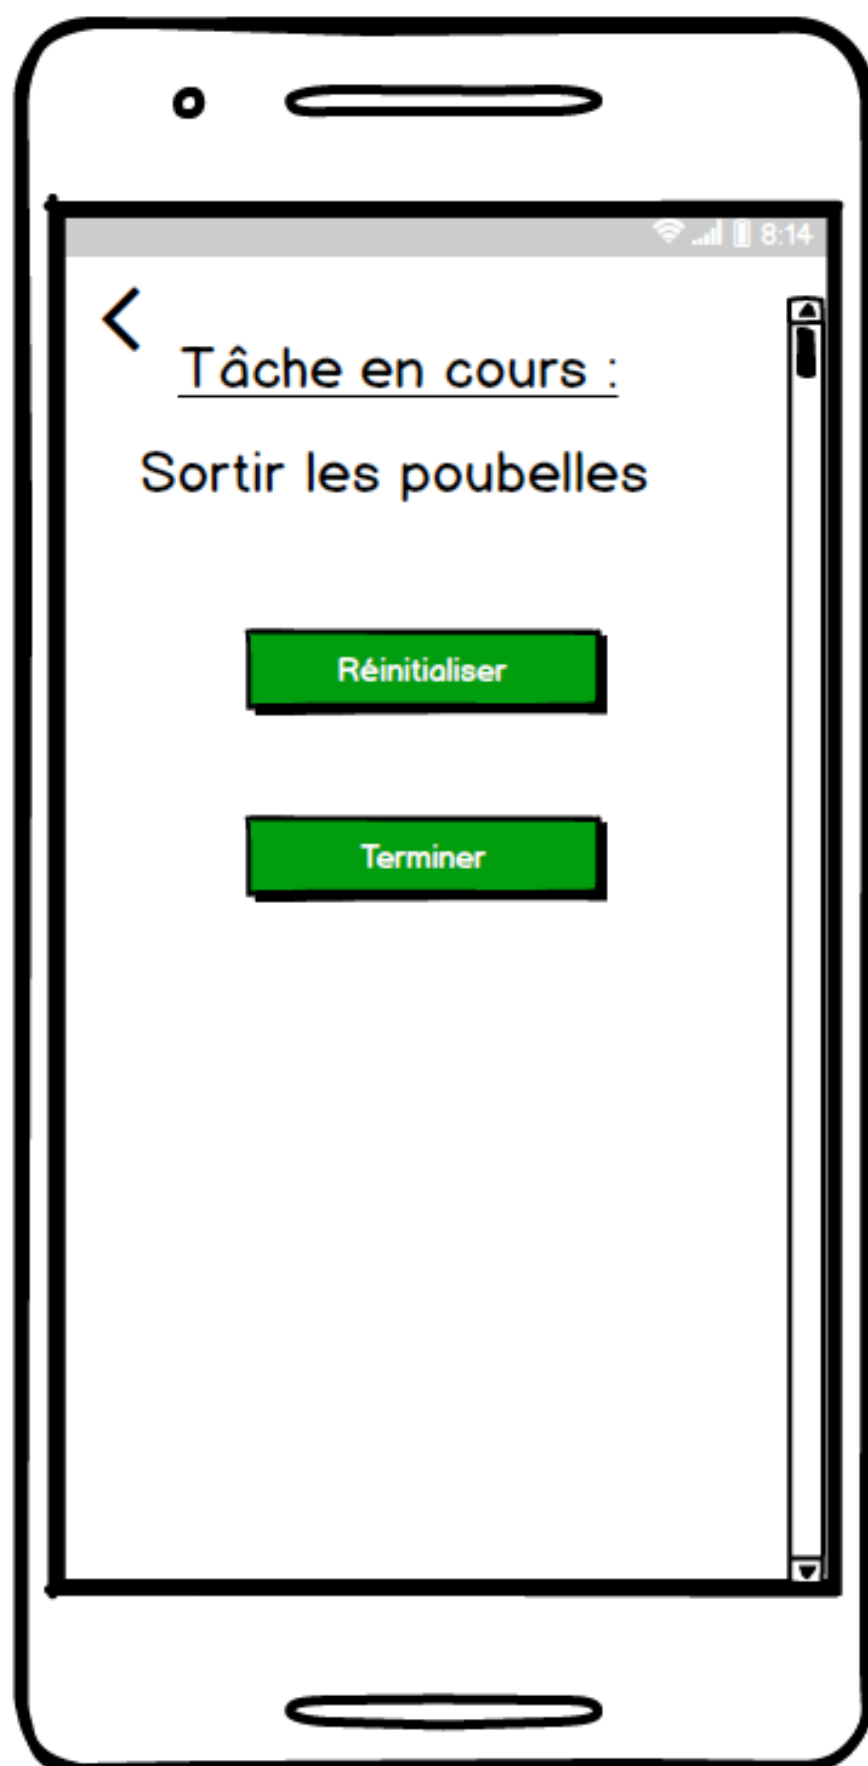 8:14
Tâche en cours :
Sortir les poubelles
Réinitialiser
Terminer